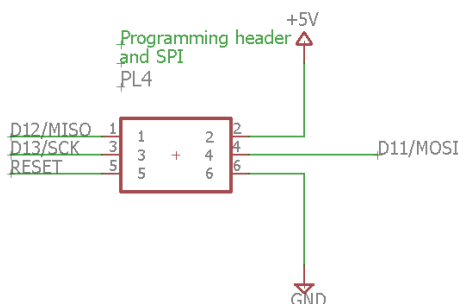 +5V
Programming header
and SPI
PL4
D12/MISO 1 1 2 2
D13/SCK 3 3 4 4 D11/MOSI
RESET 5 5 6 6
GND